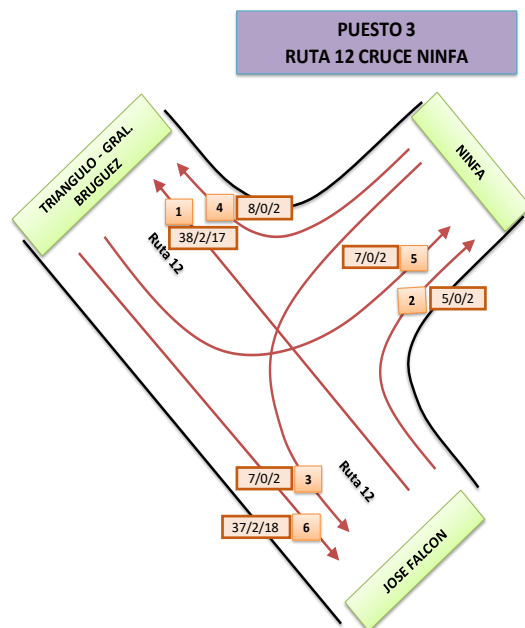 PUESTO 3
RUTA 12 CRUCE NINFA
TRIANGULO - GRAL.
BRUGUEZ
NINFA
4
8/0/2
1
38/2/17
Ruta 12
7/0/2
5
2
5/0/2
7/0/2
3
Ruta 12
37/2/18
6
JOSE FALCON